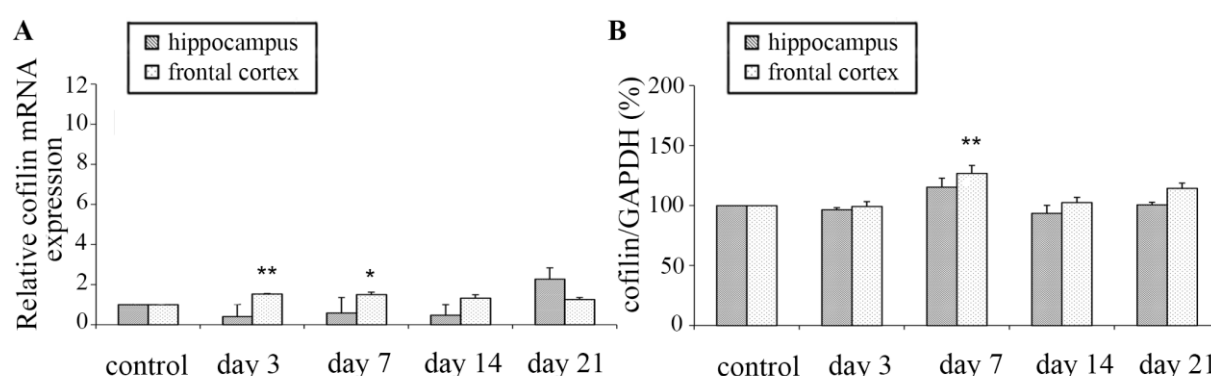 A
hippocampus
frontal cortex
Relative cofilin mRNA
expression
12
10
8
6
4
2
0
**
*
control day 3 day 7 day 14 day 21
B
hippocampus
frontal cortex
cofilin/GAPDH (%)
200
150
100
50
0
**
control day 3 day 7 day 14 day 21